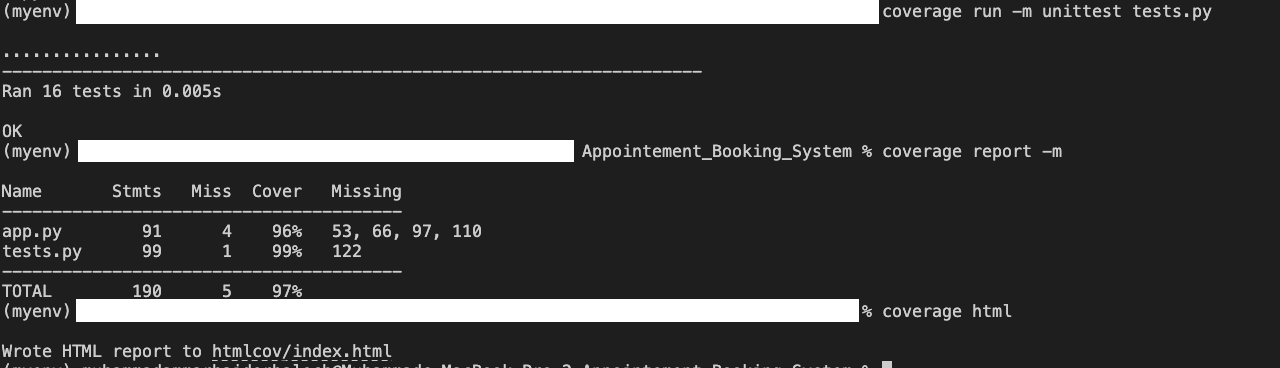 (myenv) coverage run -m unittest tests.py
................
----------------------------------------------------------------------
Ran 16 tests in 0.005s
OK
(myenv) Appointement_Booking_System % coverage report -m
Name Stmts Miss Cover Missing
----------------------------------------
app.py 91 4 96% 53, 66, 97, 110
tests.py 99 1 99% 122
----------------------------------------
TOTAL 190 5 97%
(myenv) % coverage html
Wrote HTML report to htmlcov/index.html